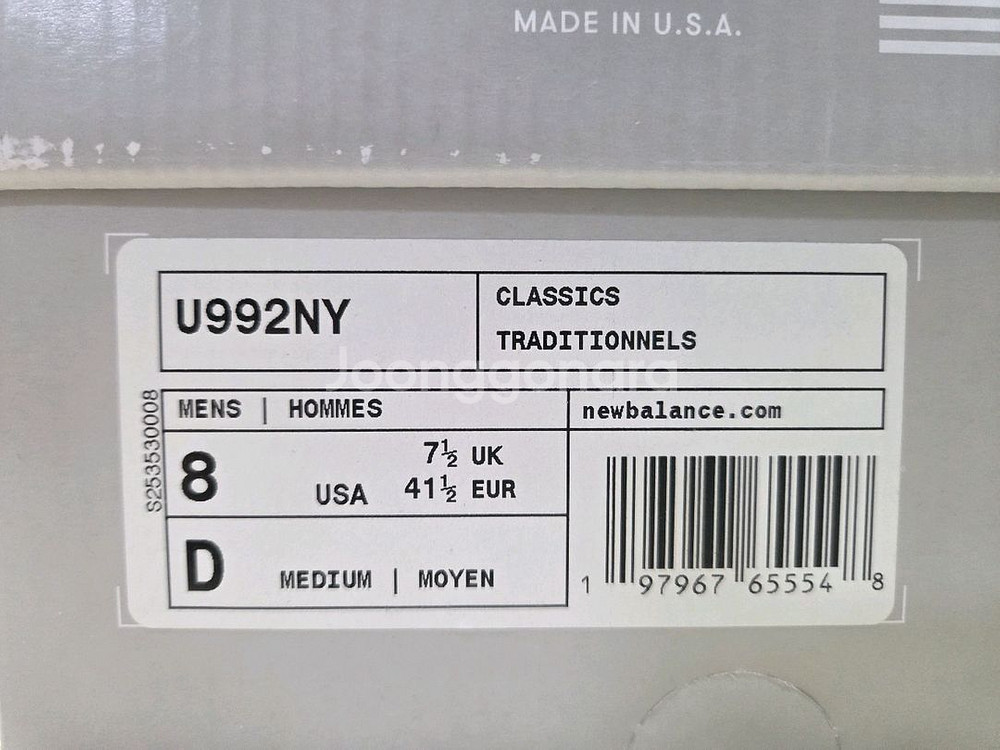 MADE IN U.S.A.
U992NY
CLASSICS
TRADITIONNELS
Joonggonara
MENS | HOMMES
newbalance.com
S253530008
8
USA
7½ UK
41½ EUR
D
MEDIUM | MOYEN
1 97967 65554 8